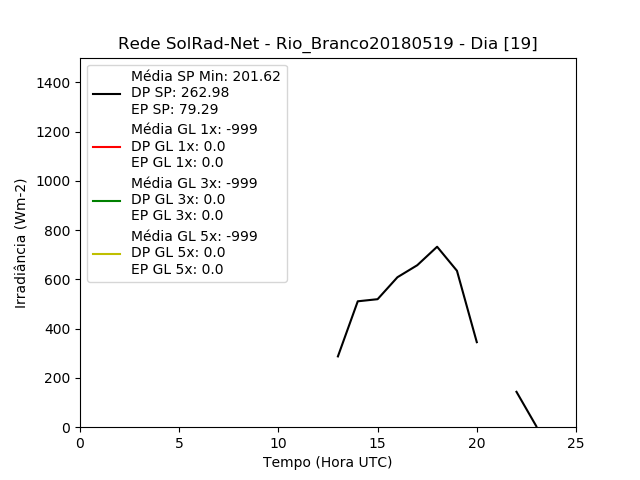 Rede SolRad-Net - Rio_Branco20180519 - Dia [19]
Média SP Min: 201.62
DP SP: 262.98
EP SP: 79.29
Média GL 1x: -999
DP GL 1x: 0.0
EP GL 1x: 0.0
Média GL 3x: -999
DP GL 3x: 0.0
EP GL 3x: 0.0
Média GL 5x: -999
DP GL 5x: 0.0
EP GL 5x: 0.0
Irradiância (Wm-2)
1400
1200
1000
800
600
400
200
0
0 5 10 15 20 25
Tempo (Hora UTC)